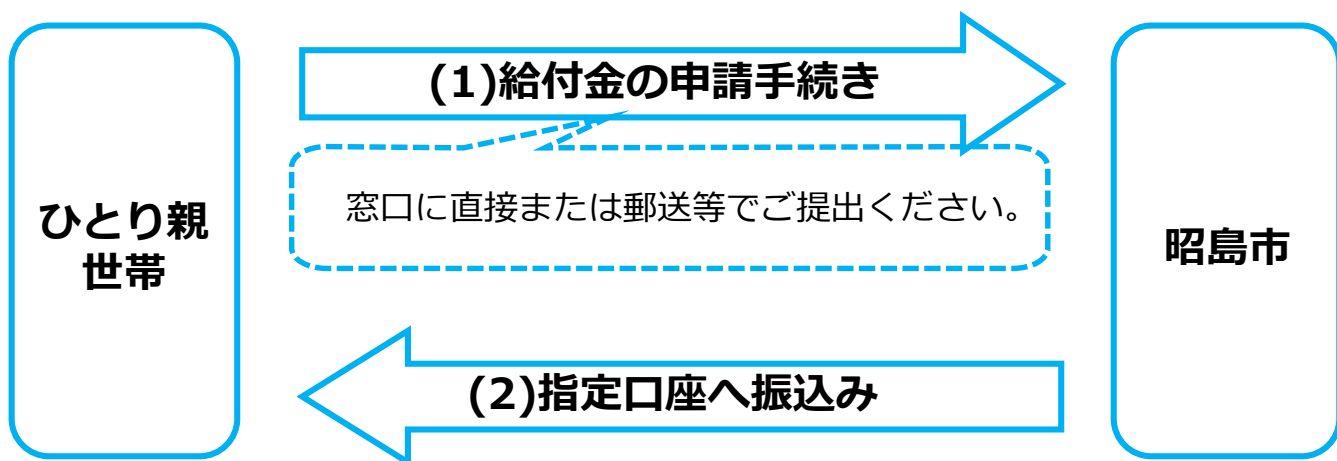 (1)給付金の申請手続き
窓口に直接または郵送等でご提出ください。
ひとり親
世帯
昭島市
(2)指定口座へ振込み